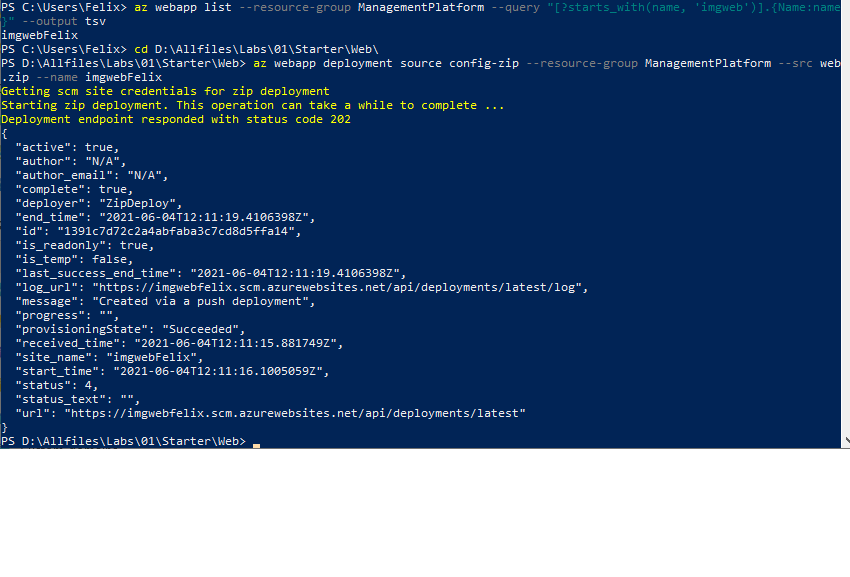 PS C:\Users\Felix> az webapp list --resource-group ManagementPlatform --query "[?starts_with(name, 'imgweb')].{Name:name
}" --output tsv
imgwebFelix
PS C:\Users\Felix> cd D:\Allfiles\Labs\01\Starter\Web\
PS D:\Allfiles\Labs\01\Starter\Web> az webapp deployment source config-zip --resource-group ManagementPlatform --src web
.zip --name imgwebFelix
Getting scm site credentials for zip deployment
Starting zip deployment. This operation can take a while to complete ...
Deployment endpoint responded with status code 202
{
  "active": true,
  "author": "N/A",
  "author_email": "N/A",
  "complete": true,
  "deployer": "ZipDeploy",
  "end_time": "2021-06-04T12:11:19.4106398Z",
  "id": "1391c7d72c2a4abfaba3c7cd8d5ffa14",
  "is_readonly": true,
  "is_temp": false,
  "last_success_end_time": "2021-06-04T12:11:19.4106398Z",
  "log_url": "https://imgwebfelix.scm.azurewebsites.net/api/deployments/latest/log",
  "message": "Created via a push deployment",
  "progress": "",
  "provisioningState": "Succeeded",
  "received_time": "2021-06-04T12:11:15.881749Z",
  "site_name": "imgwebFelix",
  "start_time": "2021-06-04T12:11:16.1005059Z",
  "status": 4,
  "status_text": "",
  "url": "https://imgwebfelix.scm.azurewebsites.net/api/deployments/latest"
}
PS D:\Allfiles\Labs\01\Starter\Web>